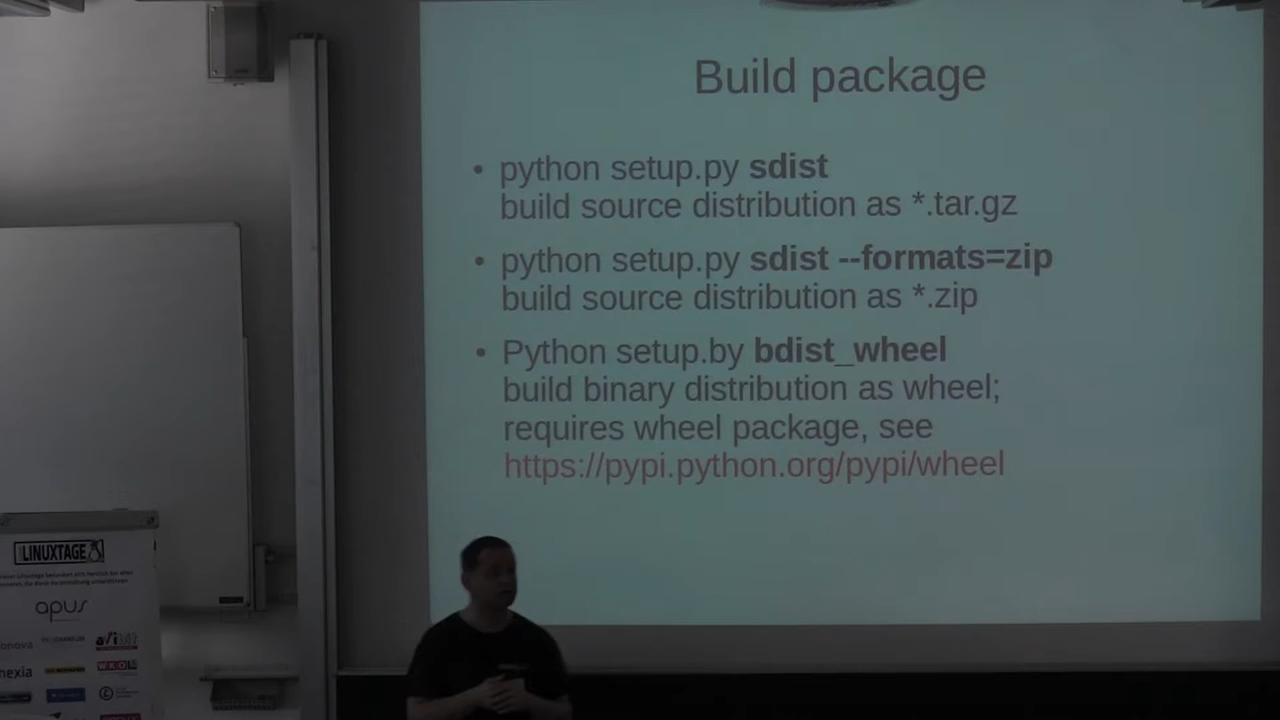 Build package
• python setup.py sdist
build source distribution as *.tar.gz
• python setup.py sdist --formats=zip
build source distribution as *.zip
• Python setup.by bdist_wheel
build binary distribution as wheel;
requires wheel package, see
https://pypi.python.org/pypi/wheel
LINUXTAGE
apus